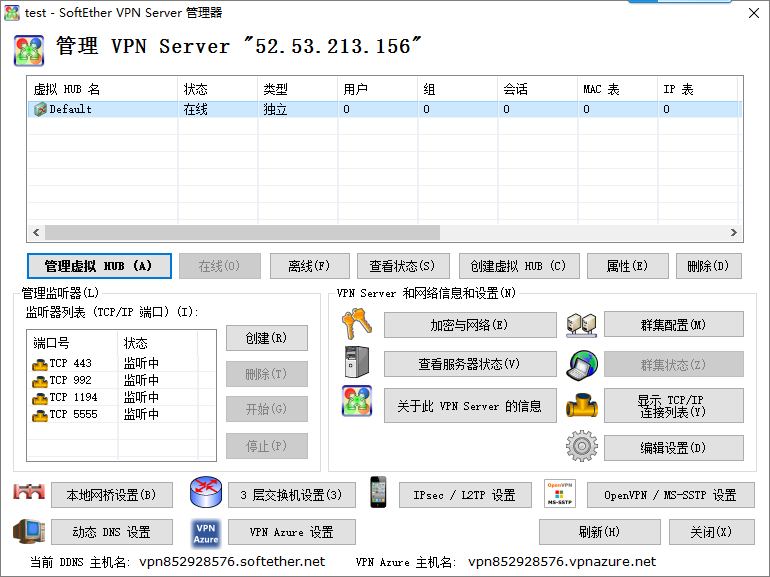 test - SoftEther VPN Server 管理器
管理 VPN Server "52.53.213.156"
虚拟 HUB 名 状态 类型 用户 组 会话 MAC 表 IP 表
Default 在线 独立 0 0 0 0 0
管理虚拟 HUB (A) 在线(O) 离线(F) 查看状态(S) 创建虚拟 HUB (C) 属性(E) 删除(D)
管理监听器(L)
监听器列表 (TCP/IP 端口) (I):
端口号 状态
TCP 443 监听中
TCP 992 监听中
TCP 1194 监听中
TCP 5555 监听中
创建(R)
删除(T)
开始(G)
停止(P)
VPN Server 和网络信息和设置(N)
加密与网络(E) 群集配置(M)
查看服务器状态(V) 群集状态(Z)
关于此 VPN Server 的信息 显示 TCP/IP
连接列表(Y)
编辑设置(D)
本地网桥设置(B) 3 层交换机设置(3) IPsec / L2TP 设置 OpenVPN
MS-SSTP
OpenVPN / MS-SSTP 设置
动态 DNS 设置 VPN
Azure
VPN Azure 设置 刷新(H) 关闭(X)
当前 DDNS 主机名: vpn852928576.softether.net VPN Azure 主机名: vpn852928576.vpnazure.net